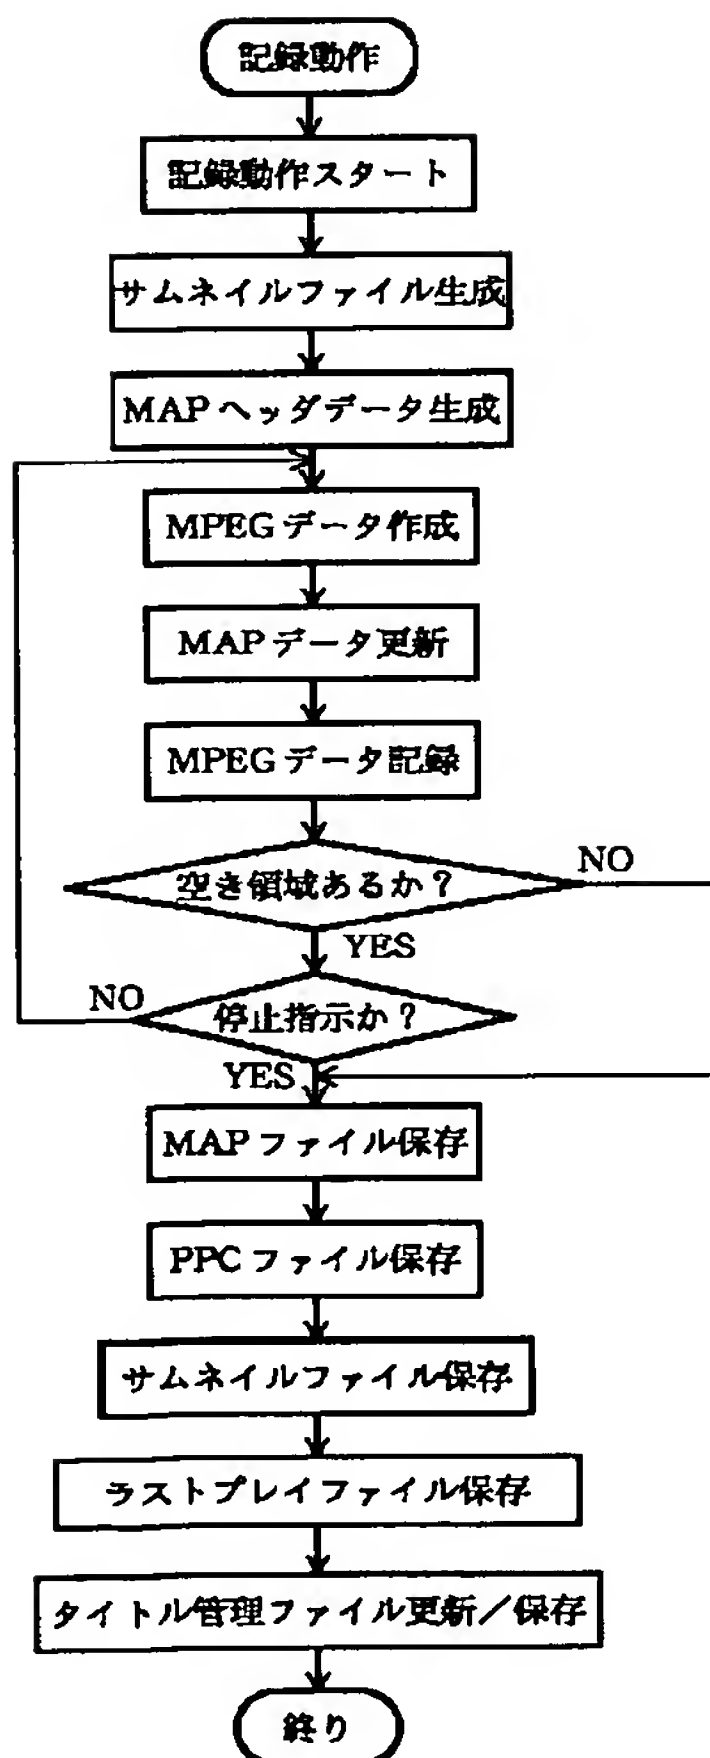 記録動作
記録動作スタート
サムネイルファイル生成
MAPヘッダデータ生成
MPEGデータ作成
MAPデータ更新
MPEGデータ記録
空き領域あるか？
NO
YES
停止指示か？
NO
YES
MAPファイル保存
PPCファイル保存
サムネイルファイル保存
ラストプレイファイル保存
タイトル管理ファイル更新／保存
終り